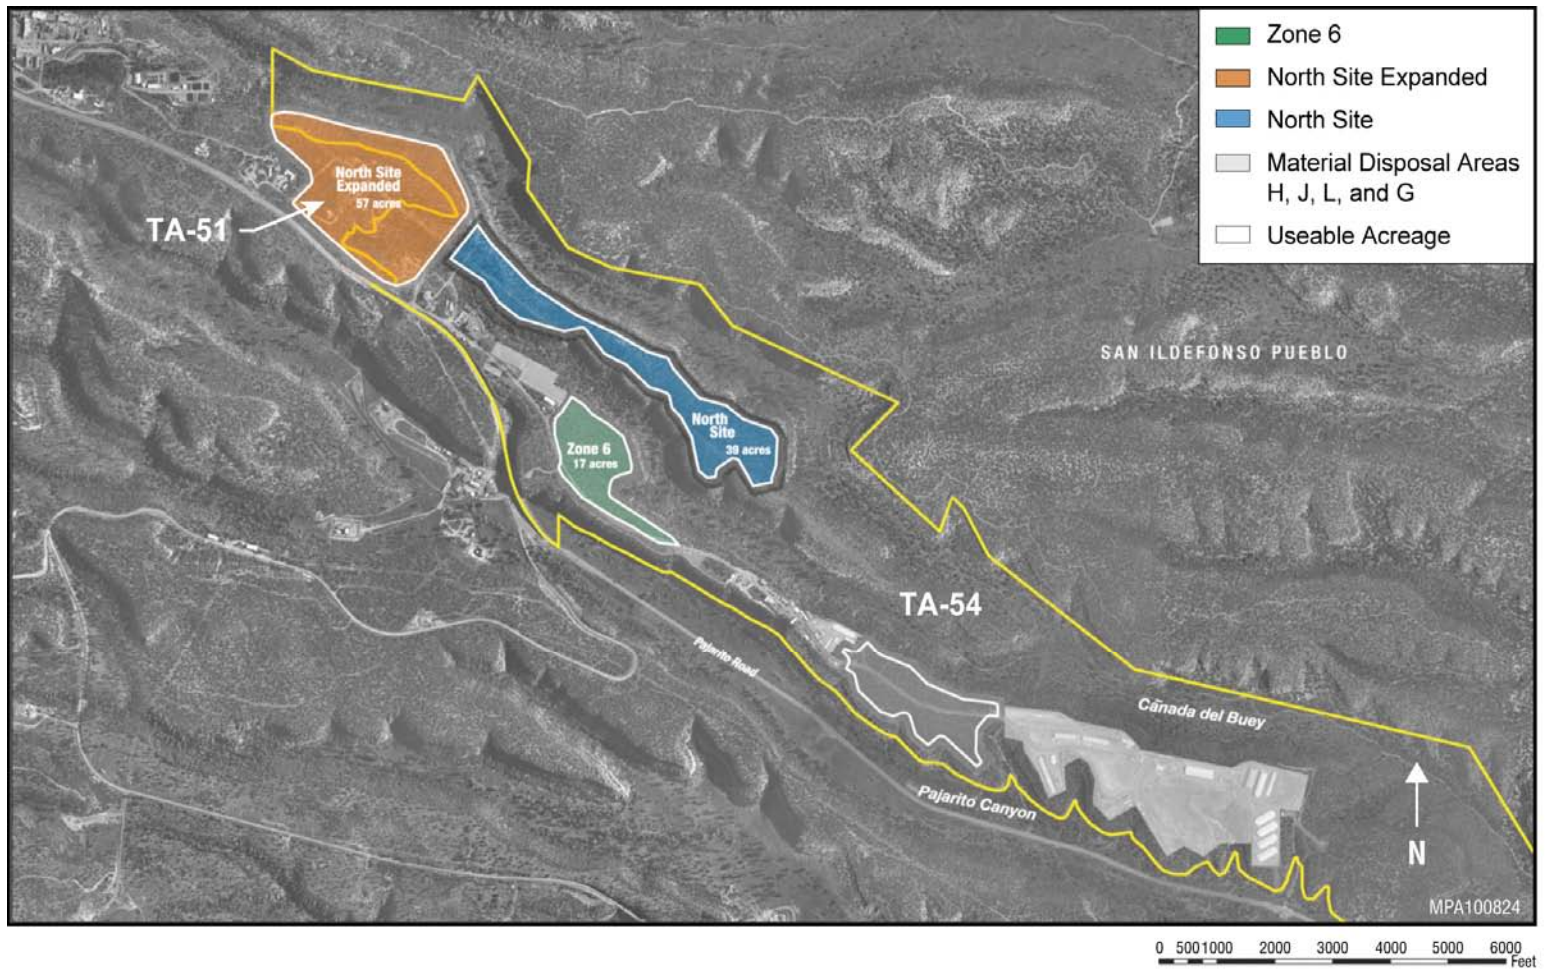 Zone 6
North Site Expanded
North Site
Material Disposal Areas
H, J, L, and G
Useable Acreage
North Site
Expanded
57 acres
TA-51
SAN ILDEFONSO PUEBLO
North
Site
39 acres
Zone 6
17 acres
TA-54
Pajarito Road
Cañada del Buey
Pajarito Canyon
N
MPA100824
0 500 1000 2000 3000 4000 5000 6000
Feet